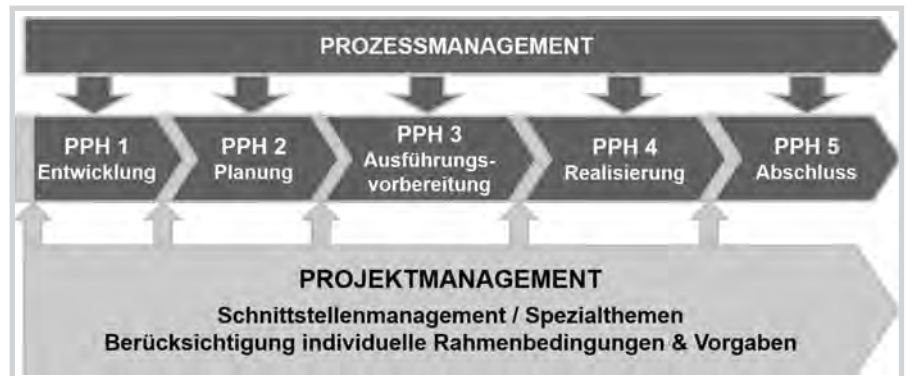 PROZESSMANAGEMENT
PPH 1
Entwicklung
PPH 2
Planung
PPH 3
Ausführungs-
vorbereitung
PPH 4
Realisierung
PPH 5
Abschluss
PROJEKTMANAGEMENT
Schnittstellenmanagement / Spezialthemen
Berücksichtigung individuelle Rahmenbedingungen & Vorgaben